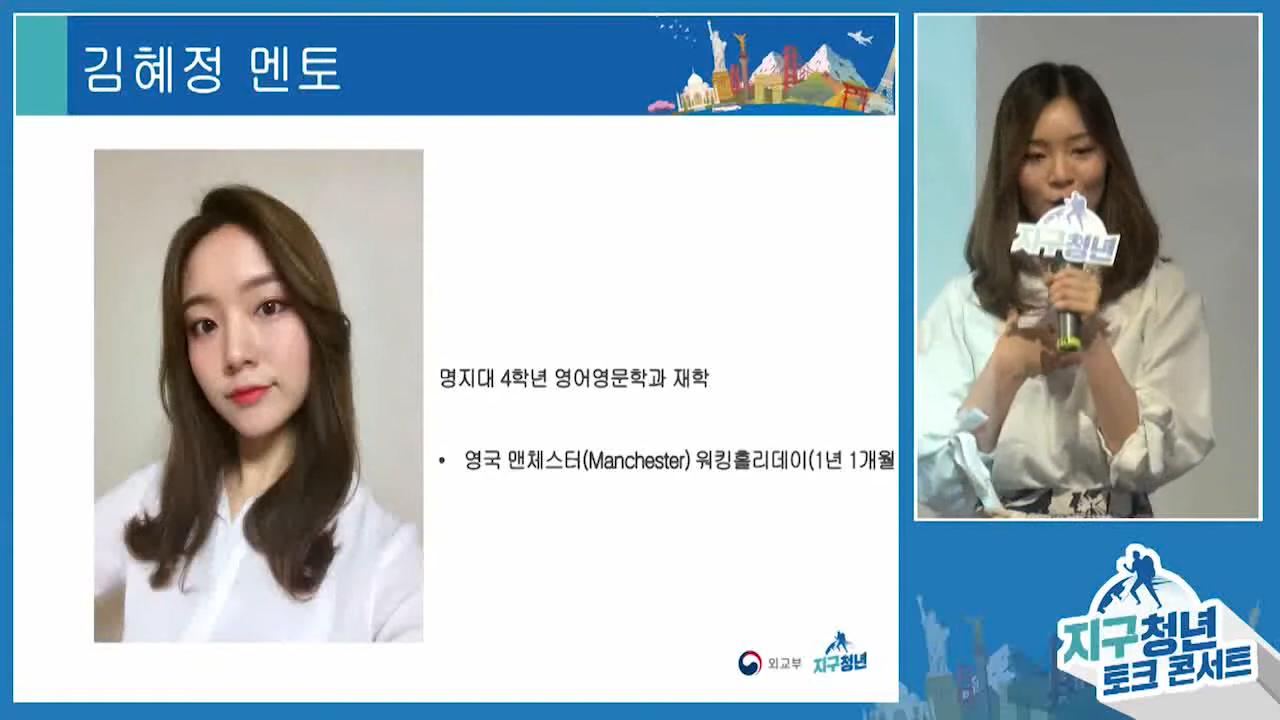 김혜정 멘토
명지대 4학년 영어영문학과 재학
• 영국 맨체스터(Manchester) 워킹홀리데이(1년 1개월
외교부
지구청년
지구청년
지구청년
토크 콘서트